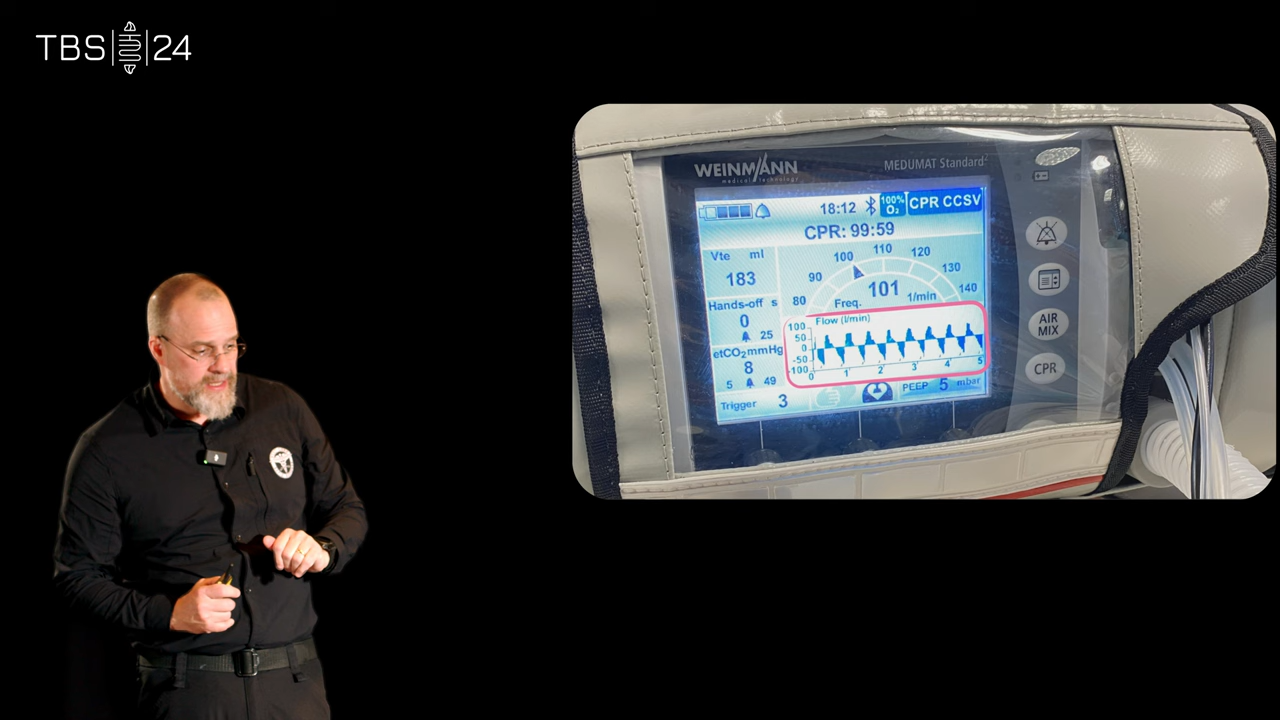 TBS 24
WEINMANN
medical technology
MEDUMAT Standard²
18:12 100% O₂ CPR CCSV
CPR: 99:59
Vte ml
183
Hands-off s
0
25
etCO₂ mmHg
8
5 49
Trigger 3
80 90 100 110 120 130 140
101
Freq. 1/min
Flow (l/min)
100
50
0
-50
-100
0 1 2 3 4 5
PEEP 5 mbar
AIR
MIX
CPR